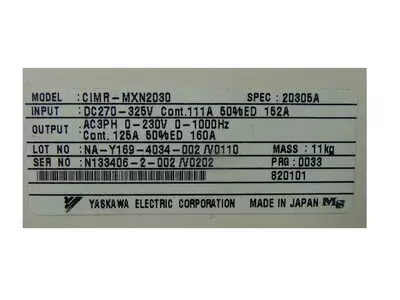 MODEL : CIMR-MXN2030 SPEC : 20305A
INPUT : DC270-325V Cont.111A 50%ED 152A
OUTPUT : AC3PH 0-230V 0-1000Hz
Cont.125A 50%ED 160A
LOT NO : NA-Y169-4034-002/V0110 MASS : 11kg
SER NO : N133406-2-002/V0202 PRG : 0033
820101
YASKAWA ELECTRIC CORPORATION MADE IN JAPAN MS